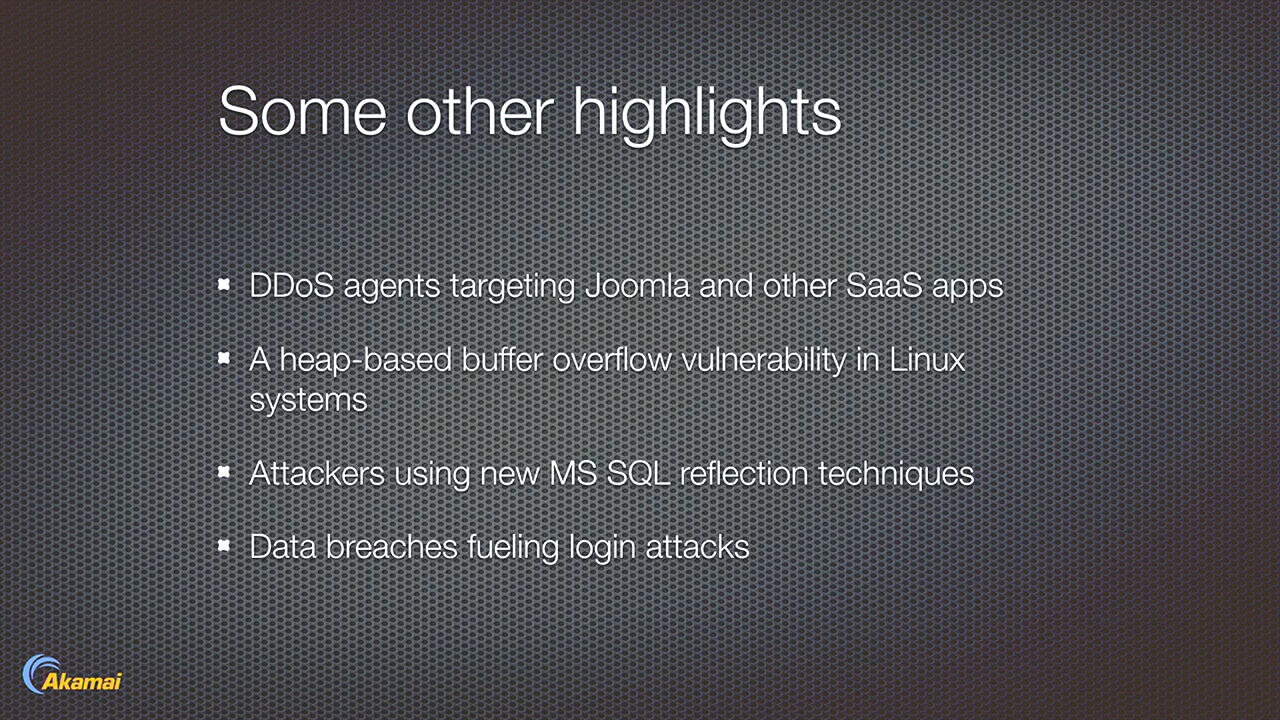 Some other highlights
DDoS agents targeting Joomla and other SaaS apps
A heap-based buffer overflow vulnerability in Linux
systems
Attackers using new MS SQL reflection techniques
Data breaches fueling login attacks
Akamai